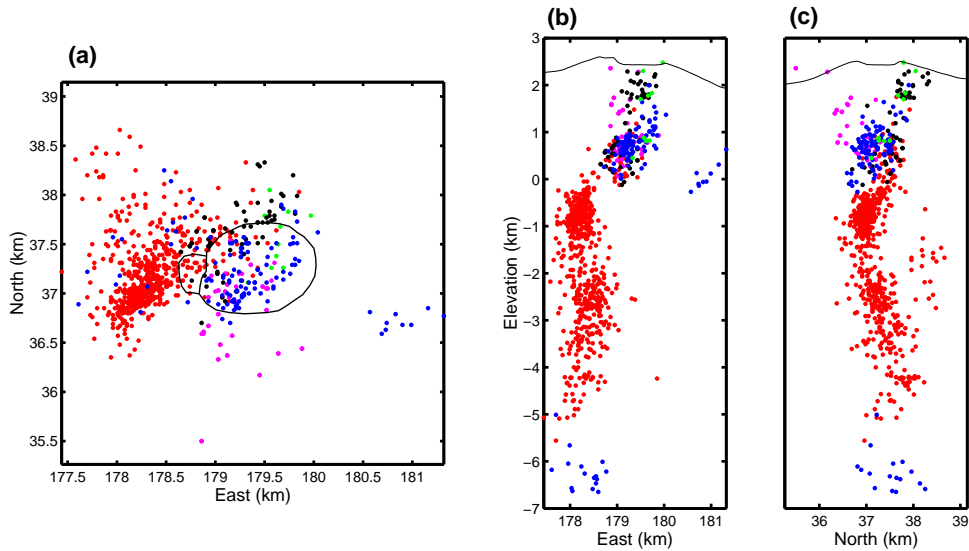 (a)
39
38.5
38
37.5
37
36.5
36
35.5
North (km)
177.5 178 178.5 179 179.5 180 180.5 181
East (km)
(b)
3
2
1
0
−1
−2
−3
−4
−5
−6
−7
Elevation (km)
178 179 180 181
East (km)
(c)
36 37 38 39
North (km)